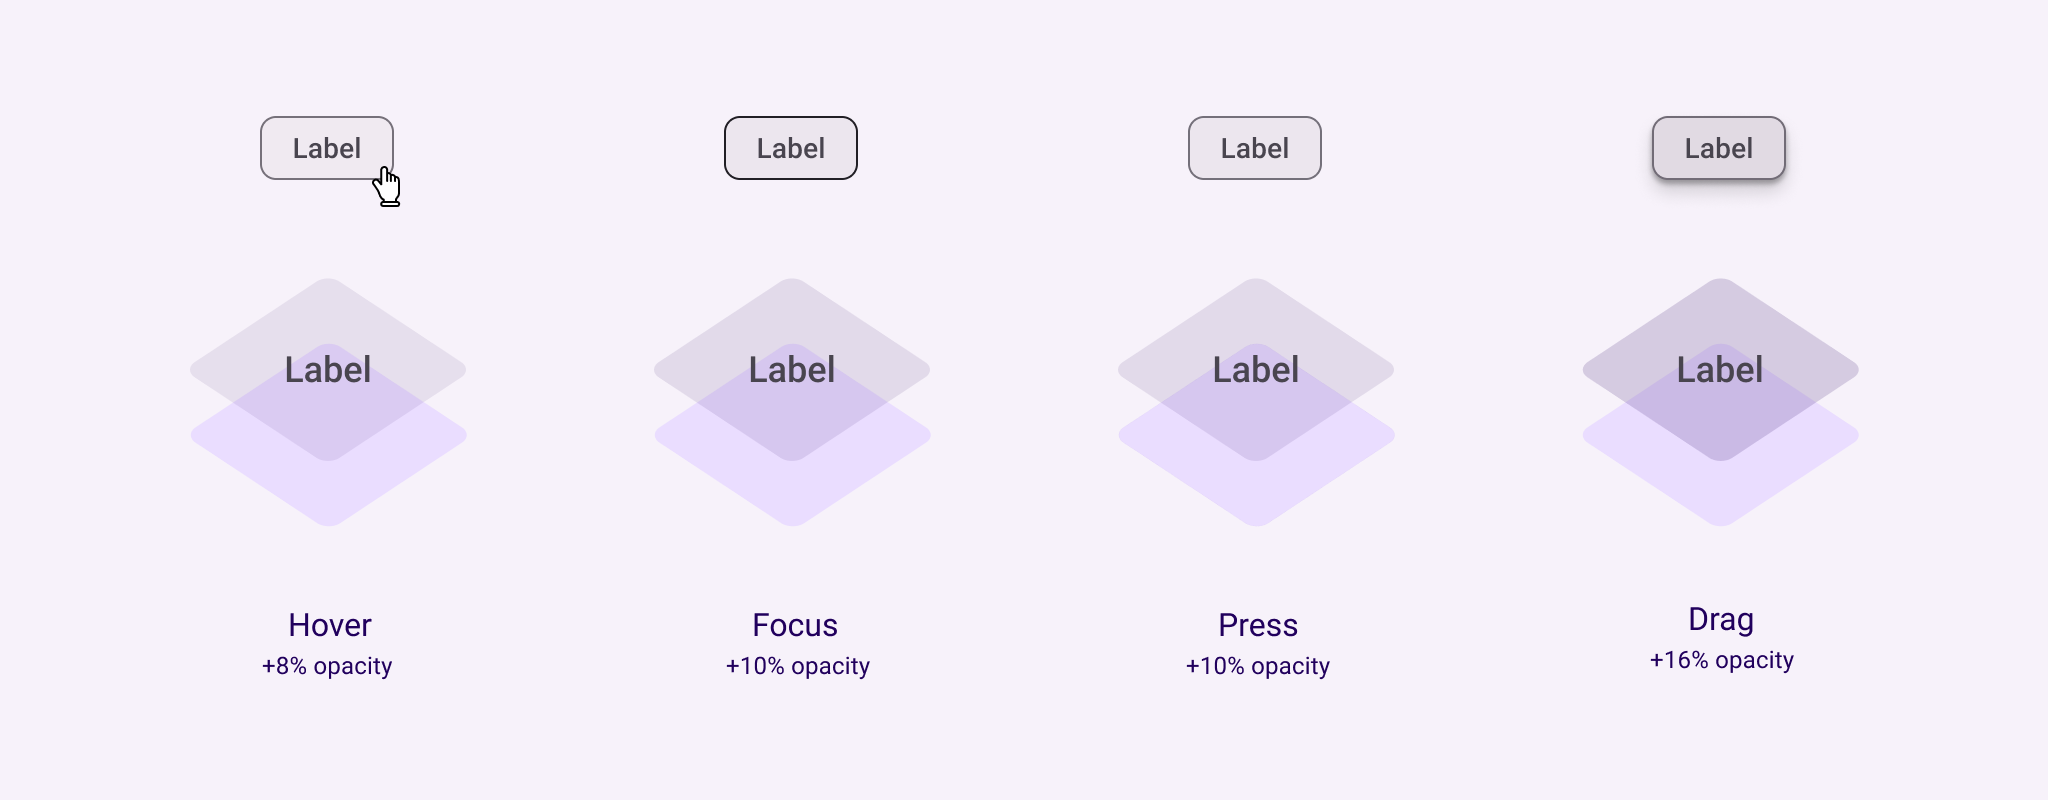 Label
Label
Label
Label
Label
Label
Label
Label
Hover
+8% opacity
Focus
+10% opacity
Press
+10% opacity
Drag
+16% opacity